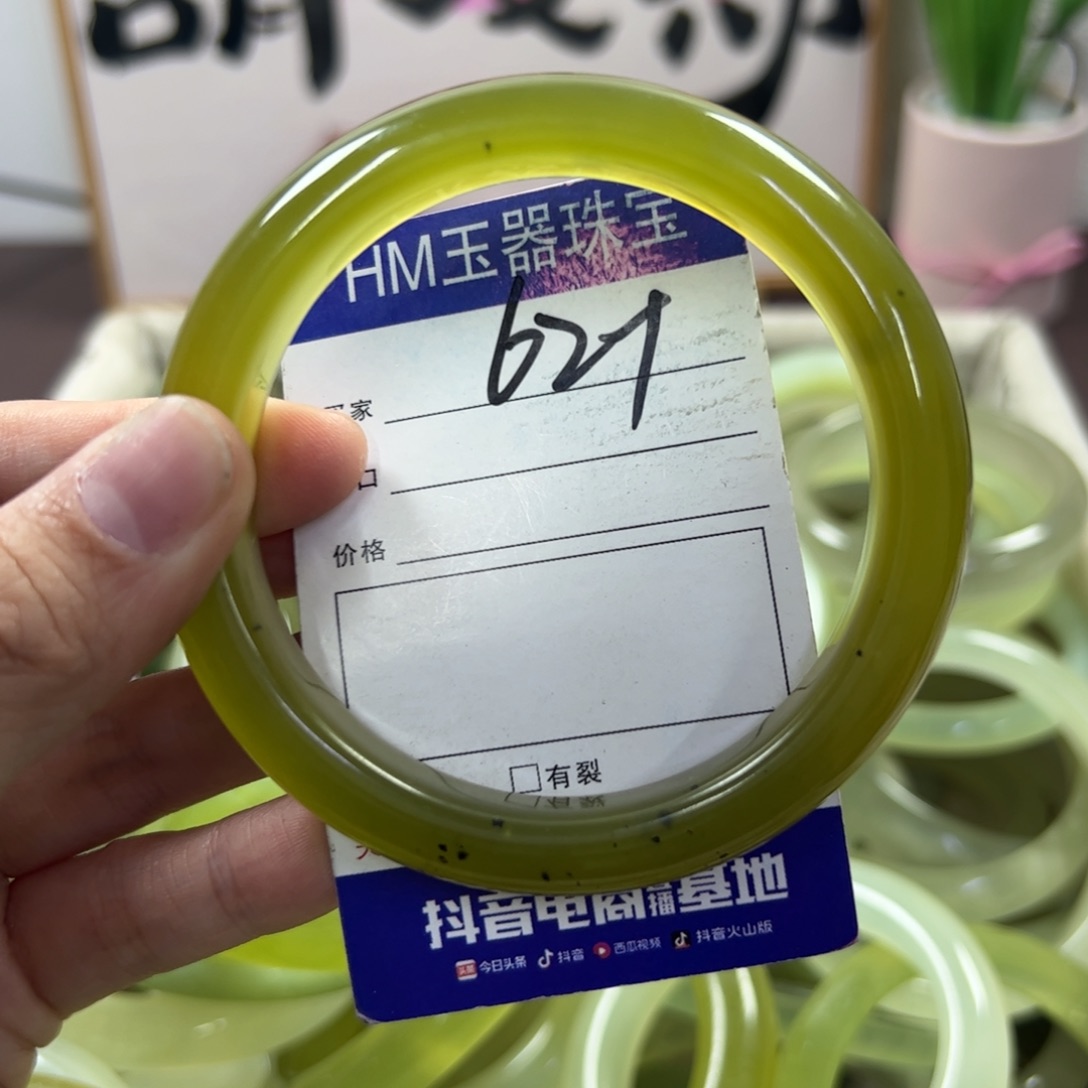 HM玉器珠宝
621
家
口
价格
有裂
抖音电商直播基地
今日头条 抖音 西瓜视频 抖音火山版